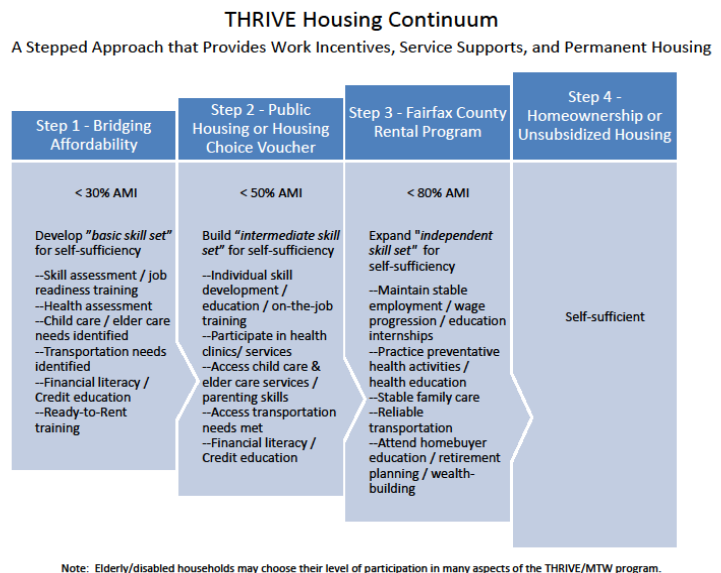 THRIVE Housing Continuum
A Stepped Approach that Provides Work Incentives, Service Supports, and Permanent Housing
Step 1 - Bridging
Affordability
< 30% AMI
Develop "basic skill set"
for self-sufficiency
--Skill assessment / job
readiness training
--Health assessment
--Child care / elder care
needs identified
--Transportation needs
identified
--Financial literacy /
Credit education
--Ready-to-Rent
training
Step 2 - Public
Housing or Housing
Choice Voucher
< 50% AMI
Build "intermediate skill
set" for self-sufficiency
--Individual skill
development /
education / on-the-job
training
--Participate in health
clinics/ services
--Access child care &
elder care services /
parenting skills
--Access transportation
needs met
--Financial literacy /
Credit education
Step 3 - Fairfax County
Rental Program
< 80% AMI
Expand "independent
skill set" for
self-sufficiency
--Maintain stable
employment / wage
progression / education
internships
--Practice preventative
health activities /
health education
--Stable family care
--Reliable
transportation
--Attend homebuyer
education / retirement
planning / wealth-
building
Step 4 -
Homeownership or
Unsubsidized Housing
Self-sufficient
Note: Elderly/disabled households may choose their level of participation in many aspects of the THRIVE/MTW program.